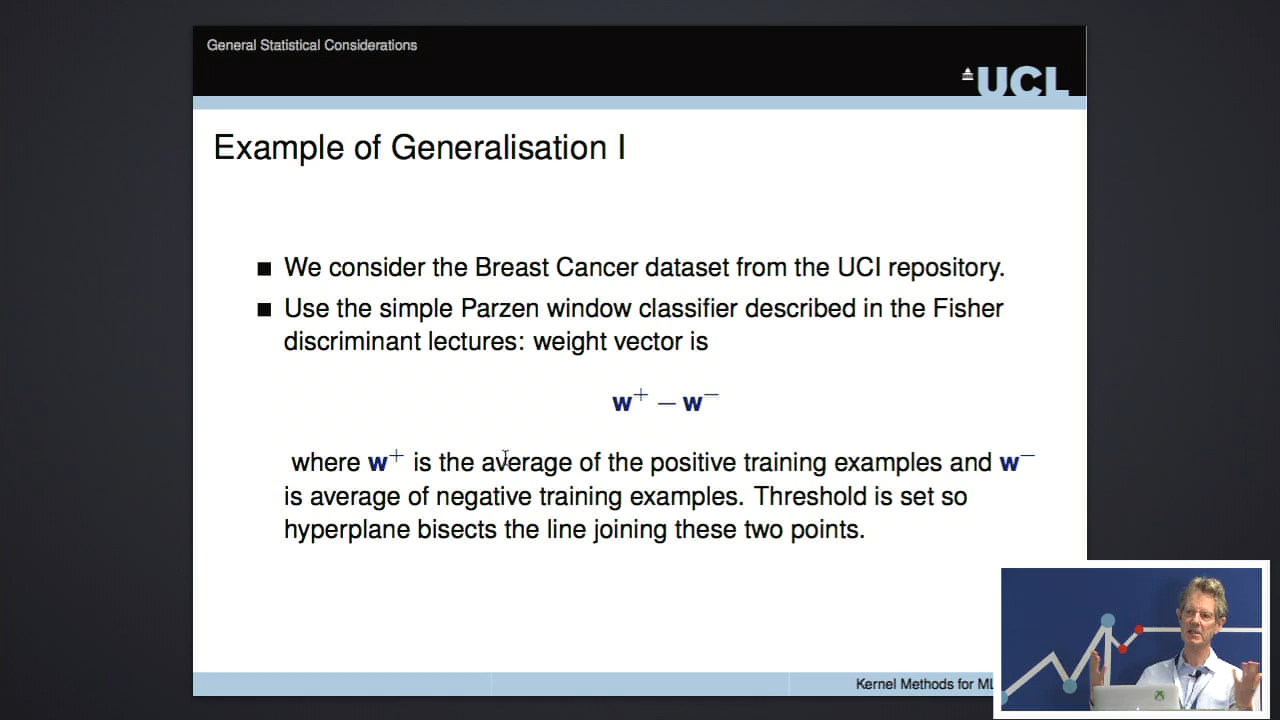 General Statistical Considerations
UCL
Example of Generalisation I
■ We consider the Breast Cancer dataset from the UCI repository.
■ Use the simple Parzen window classifier described in the Fisher
discriminant lectures: weight vector is
w⁺ − w⁻
where w⁺ is the average of the positive training examples and w⁻
is average of negative training examples. Threshold is set so
hyperplane bisects the line joining these two points.
Kernel Methods for ML